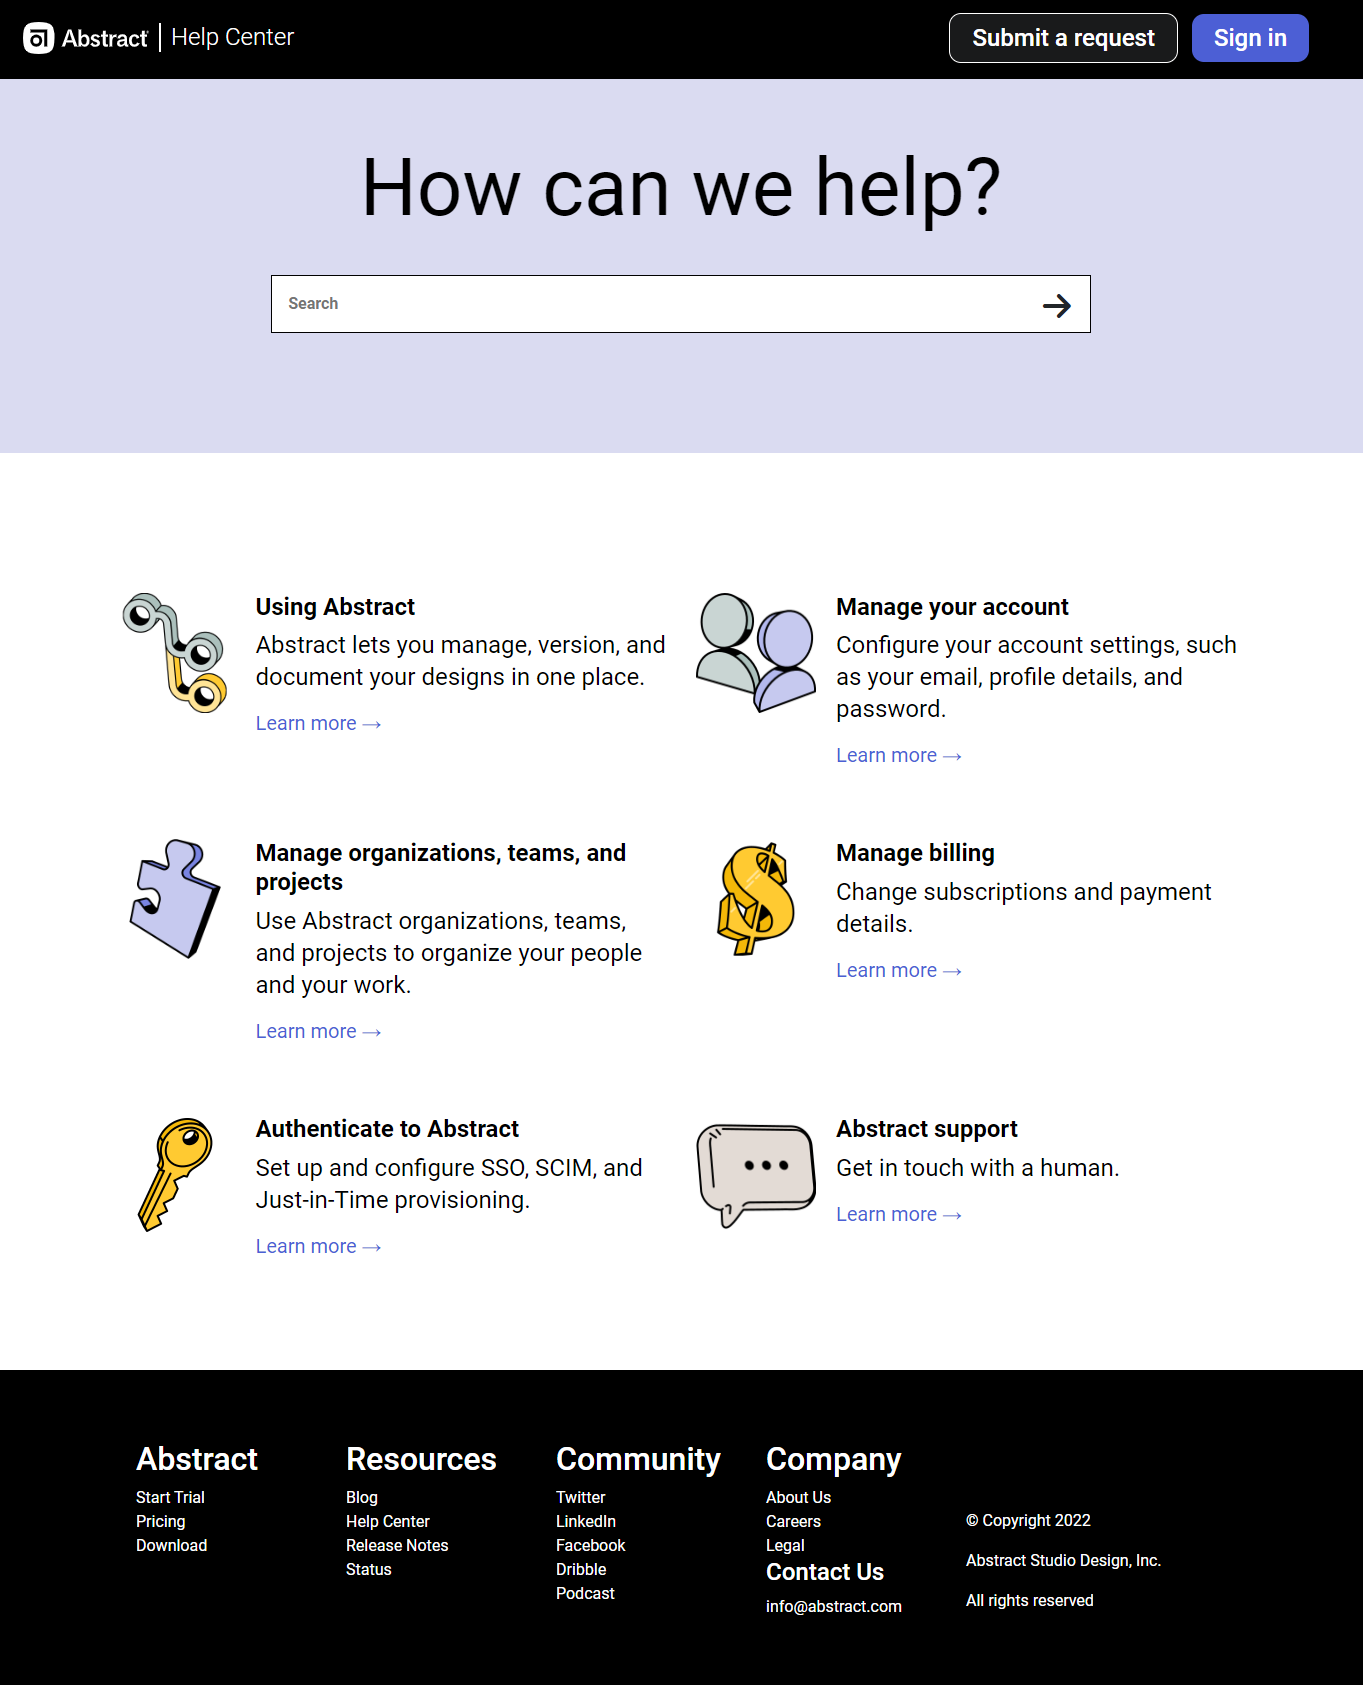 Abstract | Help Center
Submit a request
Sign in
How can we help?
Search
Using Abstract
Abstract lets you manage, version, and
document your designs in one place.
Learn more →
Manage your account
Configure your account settings, such
as your email, profile details, and
password.
Learn more →
Manage organizations, teams, and
projects
Use Abstract organizations, teams,
and projects to organize your people
and your work.
Learn more →
Manage billing
Change subscriptions and payment
details.
Learn more →
Authenticate to Abstract
Set up and configure SSO, SCIM, and
Just-in-Time provisioning.
Learn more →
Abstract support
Get in touch with a human.
Learn more →
Abstract
Start Trial
Pricing
Download
Resources
Blog
Help Center
Release Notes
Status
Community
Twitter
LinkedIn
Facebook
Dribble
Podcast
Company
About Us
Careers
Legal
Contact Us
info@abstract.com
© Copyright 2022
Abstract Studio Design, Inc.
All rights reserved